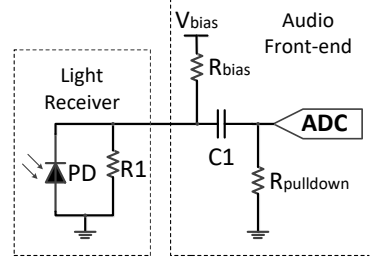 Vbias
Audio
Front-end
Rbias
Light
Receiver
ADC
PD
R1
C1
Rpulldown